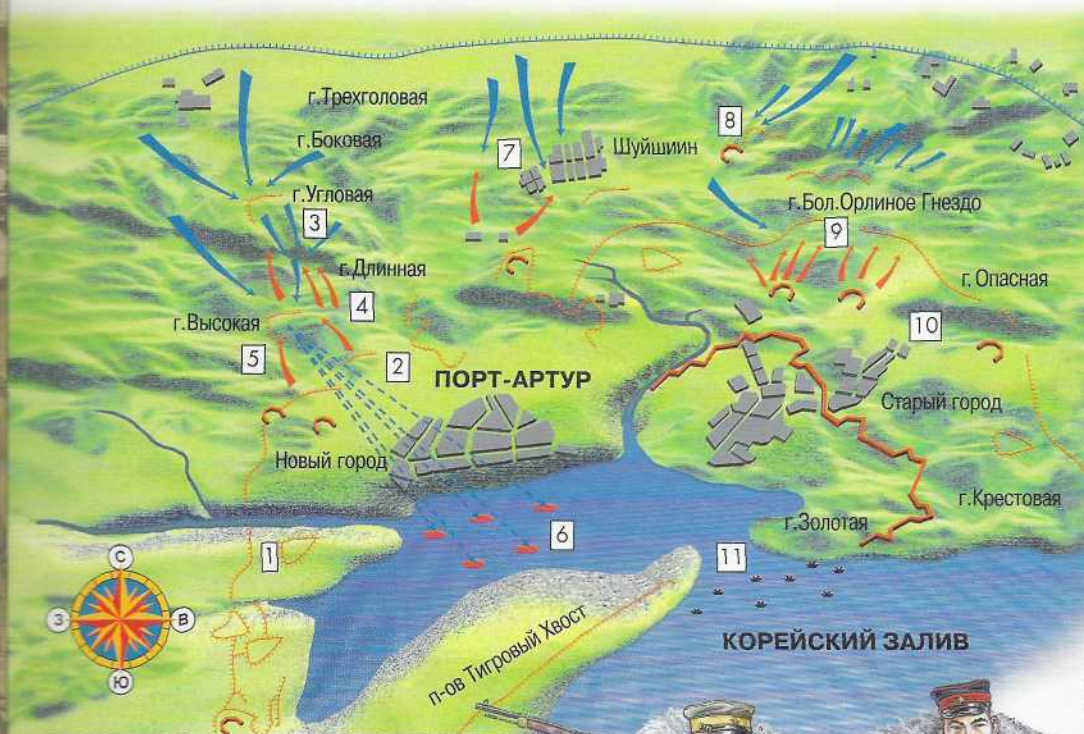 г.Трехголовая
г.Боковая
8
7
Шуйшиин
г.Угловая
3
г.Бол.Орлиное Гнездо
9
г.Длинная
г.Опасная
4
г.Высокая
10
5
2
ПОРТ-АРТУР
Старый город
Новый город
г.Крестовая
г.Золотая
6
1
11
С
З
В
Ю
п-ов Тигровый Хвост
КОРЕЙСКИЙ ЗАЛИВ